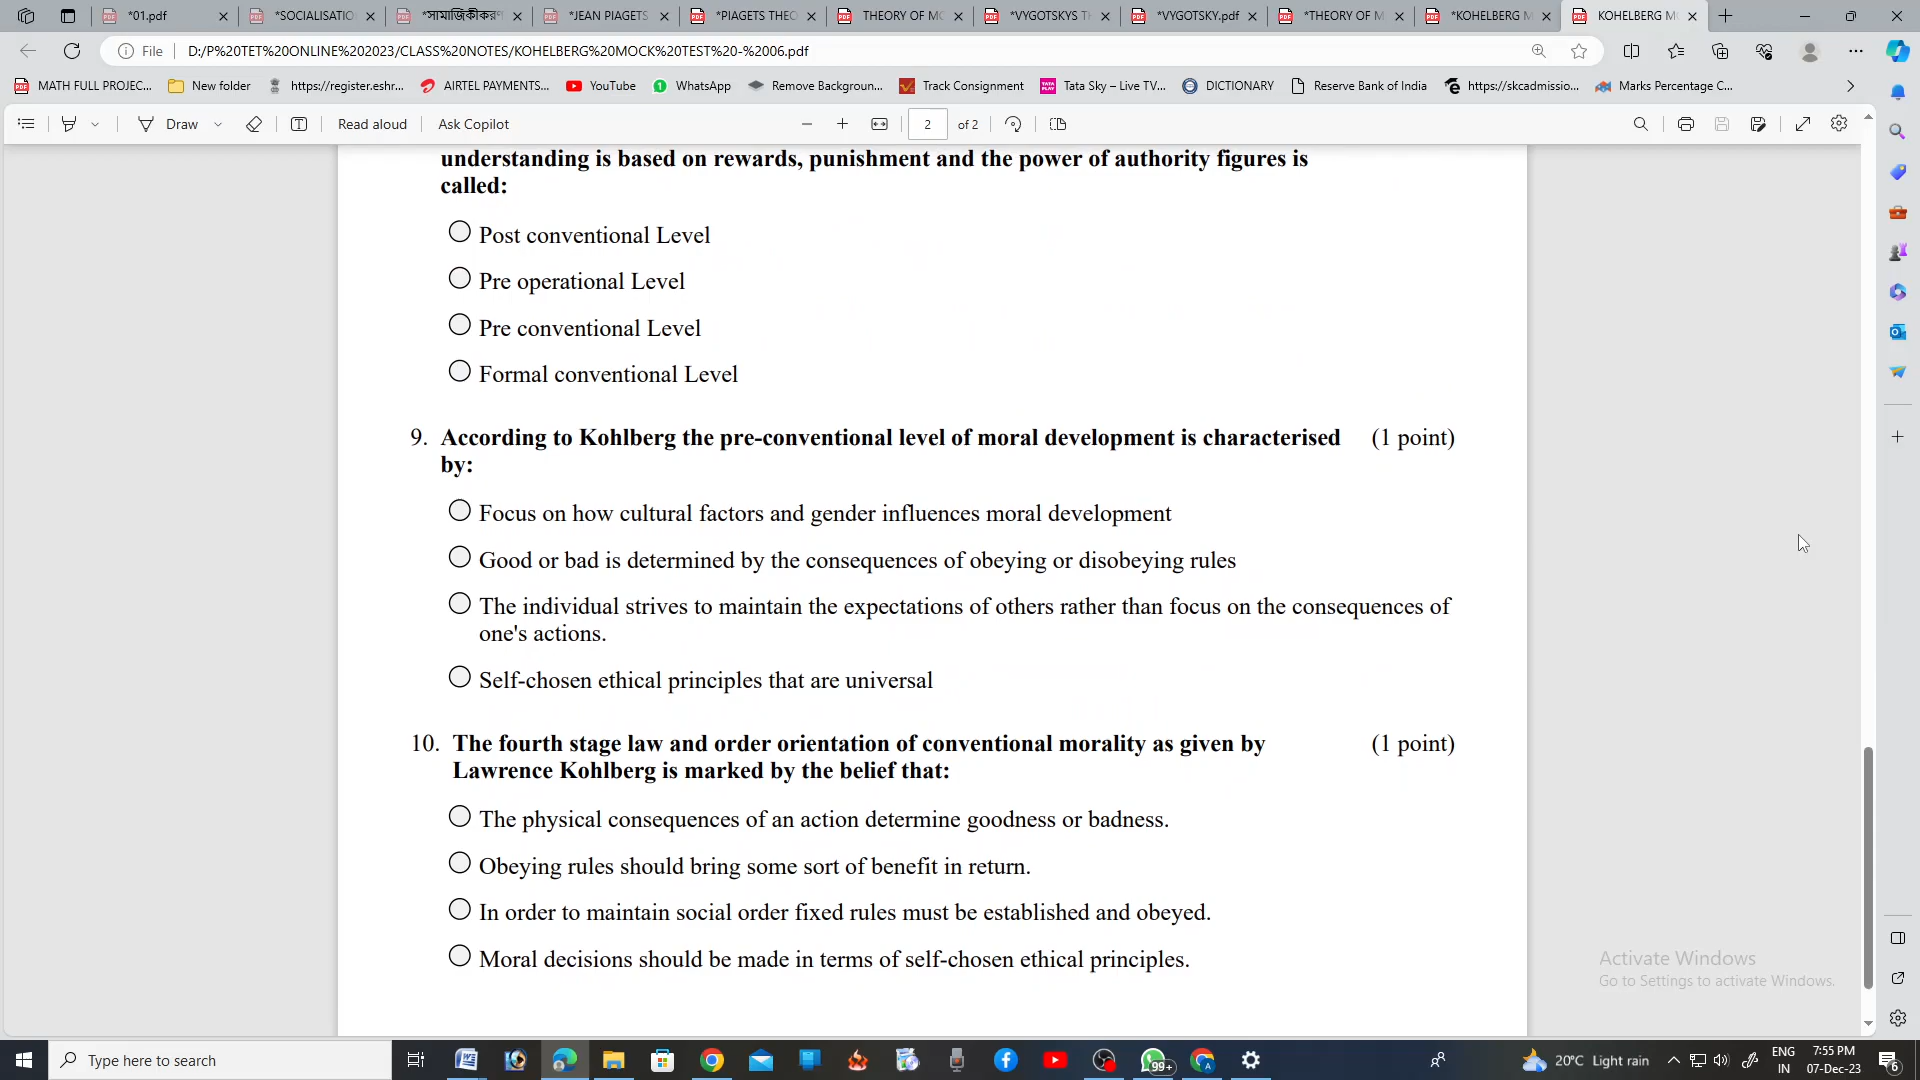 *01.pdf
*SOCIALISATIO
*সামাজিকীকরণ
*JEAN PIAGETS
*PIAGETS THEO
THEORY OF MO
*VYGOTSKYS TH
*VYGOTSKY.pdf
*THEORY OF M
*KOHELBERG M
KOHELBERG MO
File
D:/P%20TET%20ONLINE%202023/CLASS%20NOTES/KOHELBERG%20MOCK%20TEST%20-%2006.pdf
MATH FULL PROJEC...
New folder
https://register.eshr...
AIRTEL PAYMENTS...
YouTube
WhatsApp
Remove Backgroun...
Track Consignment
Tata Sky – Live TV...
DICTIONARY
Reserve Bank of India
https://skcadmissio...
Marks Percentage C...
Draw
Read aloud
Ask Copilot
2 of 2
understanding is based on rewards, punishment and the power of authority figures is
called:
Post conventional Level
Pre operational Level
Pre conventional Level
Formal conventional Level
9. According to Kohlberg the pre-conventional level of moral development is characterised (1 point)
by:
Focus on how cultural factors and gender influences moral development
Good or bad is determined by the consequences of obeying or disobeying rules
The individual strives to maintain the expectations of others rather than focus on the consequences of
one's actions.
Self-chosen ethical principles that are universal
10. The fourth stage law and order orientation of conventional morality as given by (1 point)
Lawrence Kohlberg is marked by the belief that:
The physical consequences of an action determine goodness or badness.
Obeying rules should bring some sort of benefit in return.
In order to maintain social order fixed rules must be established and obeyed.
Moral decisions should be made in terms of self-chosen ethical principles.
Activate Windows
Go to Settings to activate Windows.
Type here to search
99+
20°C Light rain
ENG
IN
7:55 PM
07-Dec-23
6